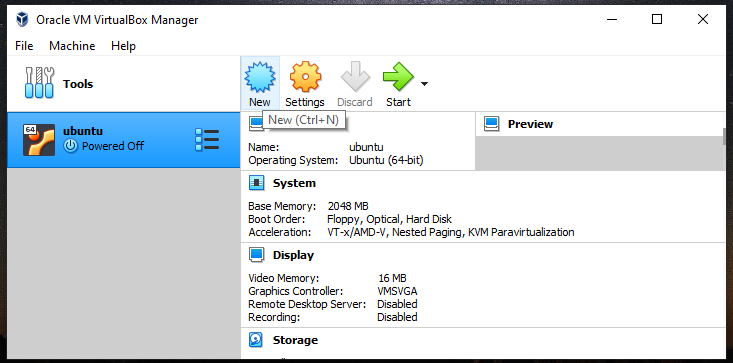 Oracle VM VirtualBox Manager
File Machine Help
Tools
New Settings Discard Start
New (Ctrl+N)
64
ubuntu
Powered Off
Preview
Name: ubuntu
Operating System: Ubuntu (64-bit)
System
Base Memory: 2048 MB
Boot Order: Floppy, Optical, Hard Disk
Acceleration: VT-x/AMD-V, Nested Paging, KVM Paravirtualization
Display
Video Memory: 16 MB
Graphics Controller: VMSVGA
Remote Desktop Server: Disabled
Recording: Disabled
Storage